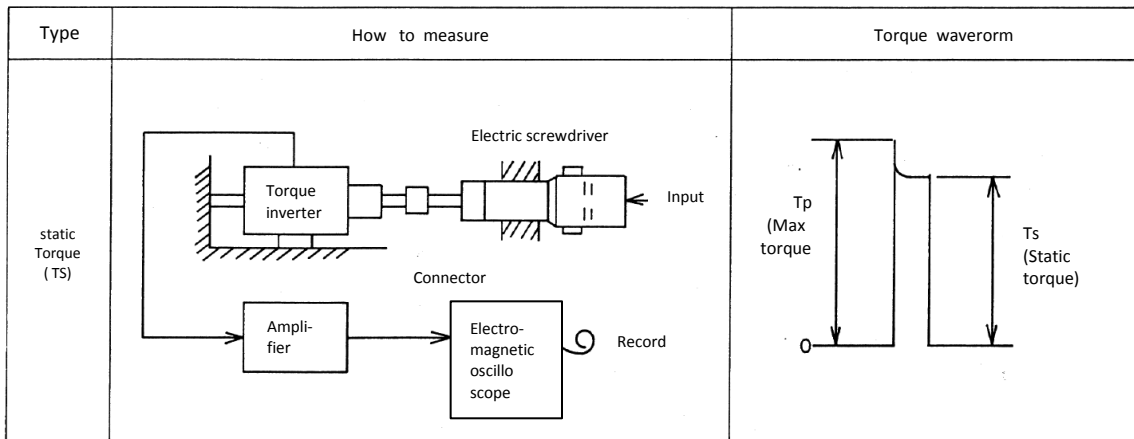 Type
How to measure
Torque waverorm
static
Torque
( TS)
Electric screwdriver
Torque
inverter
Input
Connector
Ampli-
fier
Electro-
magnetic
oscillo
scope
Record
Tp
(Max
torque
Ts
(Static
torque)
0